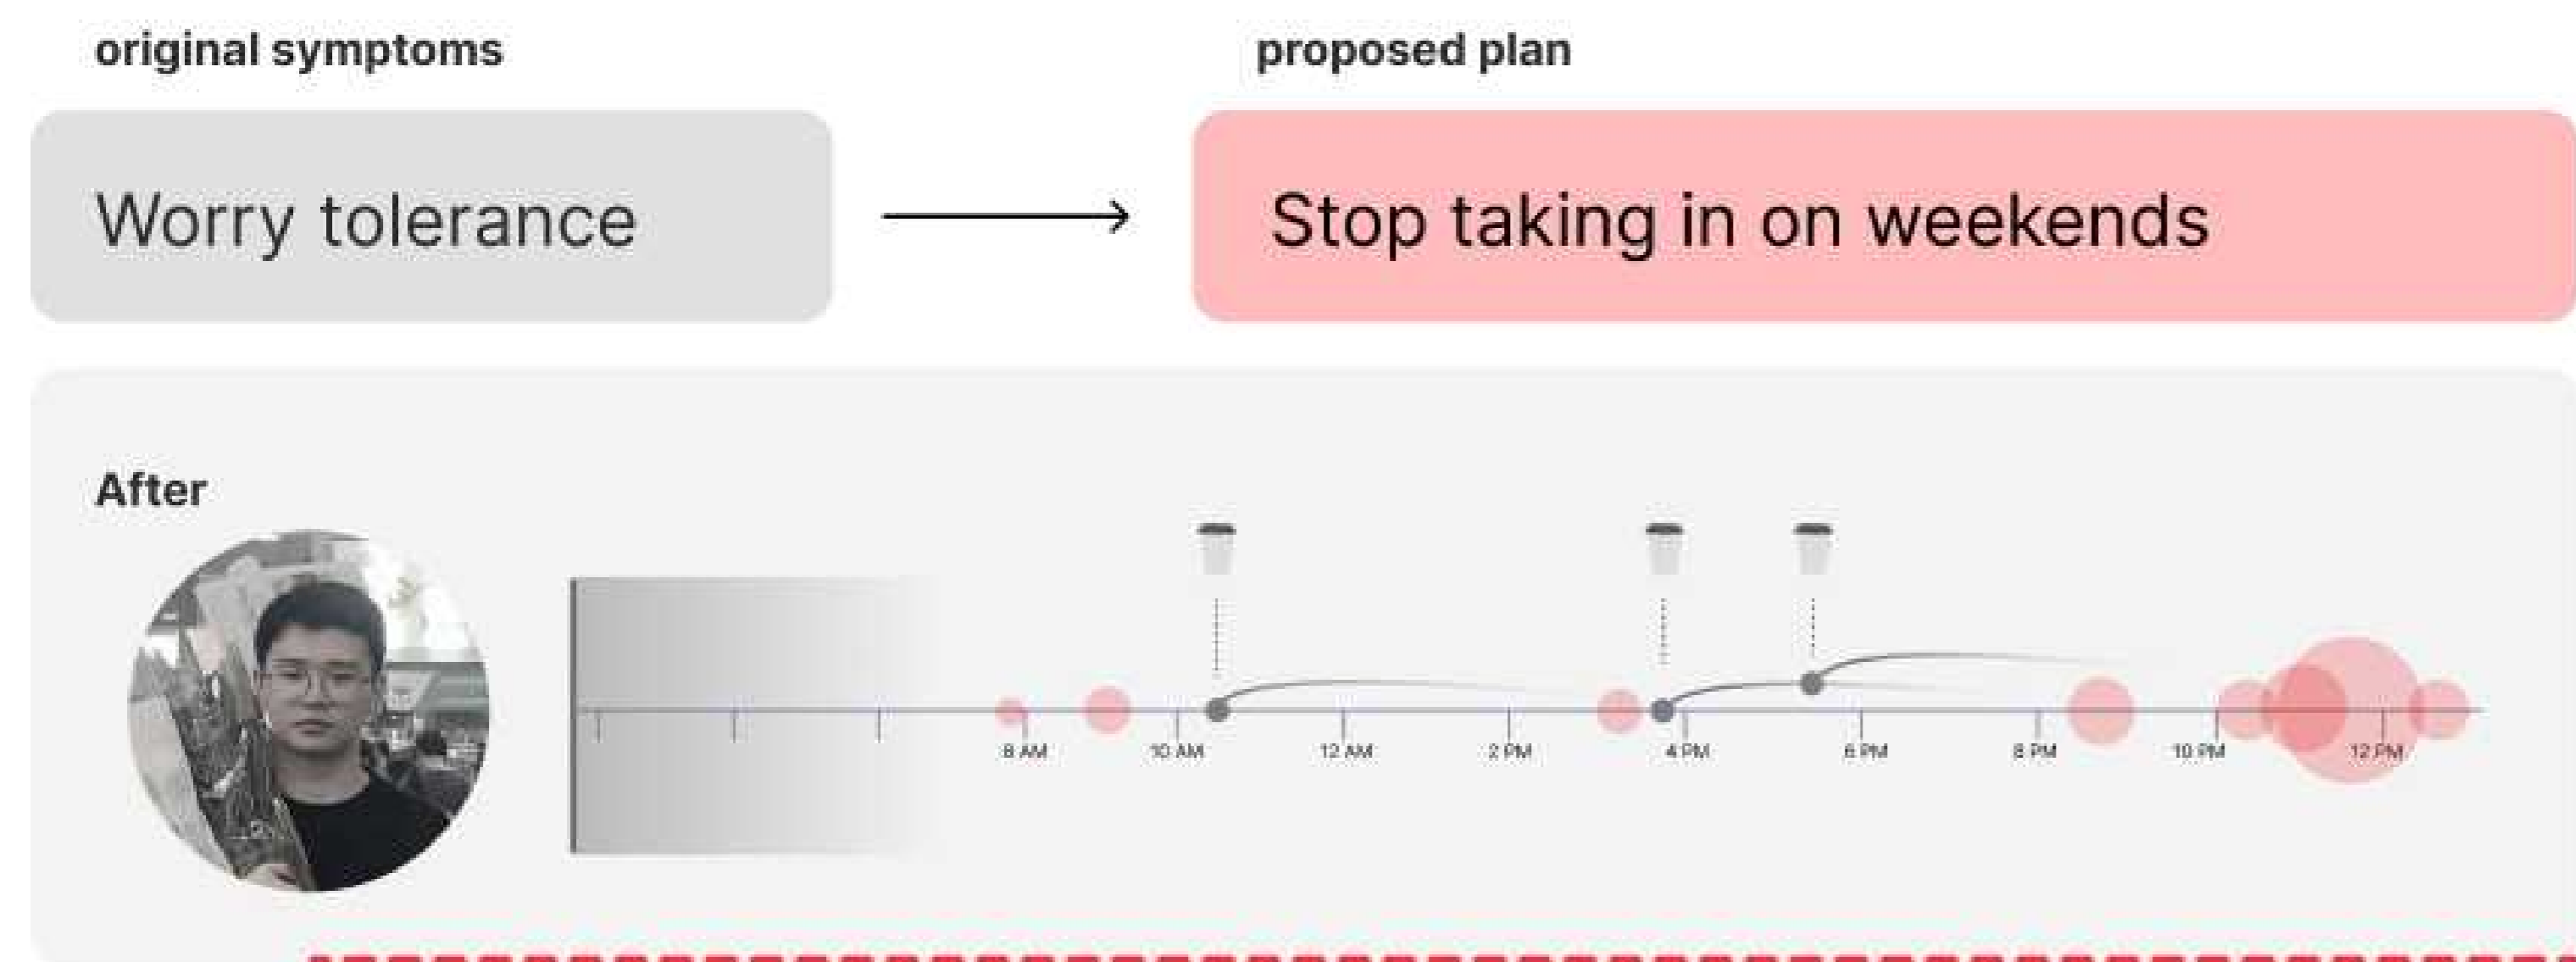 original symptoms
proposed plan
Worry tolerance
Stop taking in on weekends
After
8 AM
10 AM
12 AM
2 PM
4 PM
6 PM
8 PM
10 PM
12 PM